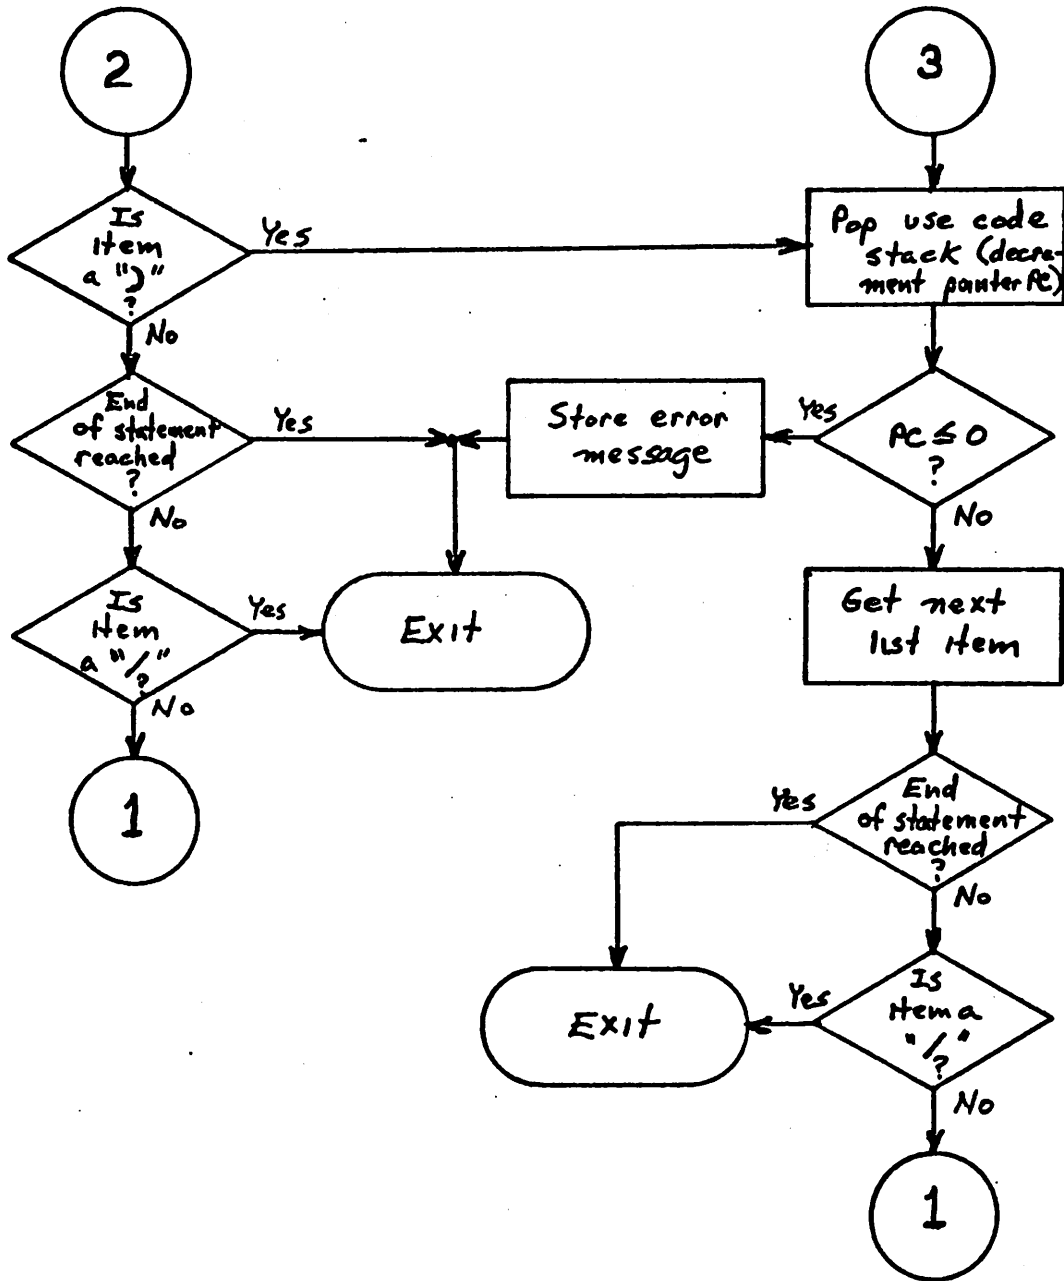 2
Is
item
a ")"
?
Yes
No
End
of statement
reached
?
Yes
No
Is
item
a "/"
?
Yes
No
1
Exit
Store error
message
3
Pop use code
stack (decre-
ment pointer PC)
PC ≤ 0
?
Yes
No
Get next
list item
End
of statement
reached
?
Yes
No
Is
item a
"/"
?
Yes
No
Exit
1